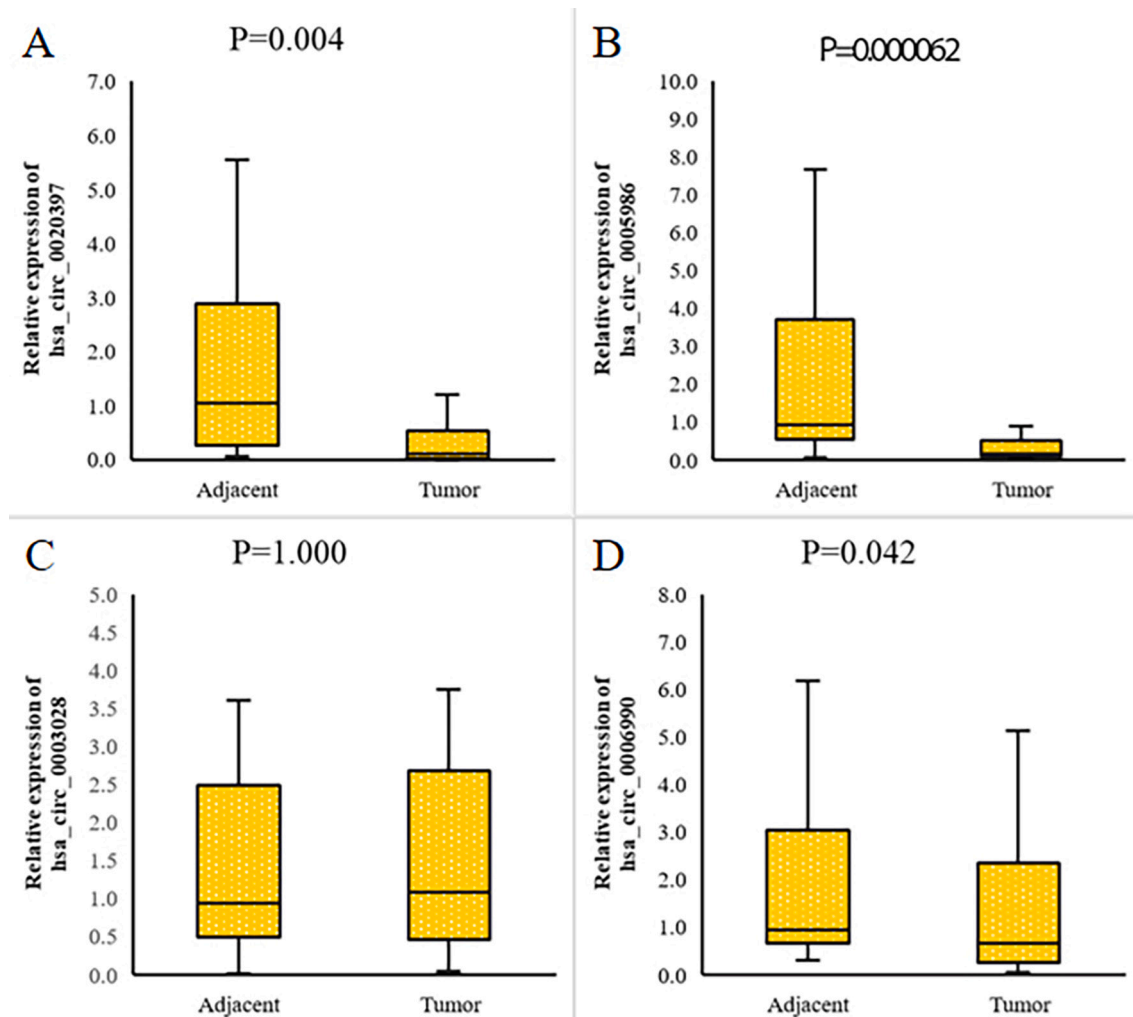 A
P=0.004
Relative expression of
hsa_circ_0020397
7.0
6.0
5.0
4.0
3.0
2.0
1.0
0.0
Adjacent
Tumor
B
P=0.000062
Relative expression of
hsa_circ_0005986
10.0
9.0
8.0
7.0
6.0
5.0
4.0
3.0
2.0
1.0
0.0
Adjacent
Tumor
C
P=1.000
Relative expression of
hsa_circ_0003028
5.0
4.5
4.0
3.5
3.0
2.5
2.0
1.5
1.0
0.5
0.0
Adjacent
Tumor
D
P=0.042
Relative expression of
hsa_circ_0006990
8.0
7.0
6.0
5.0
4.0
3.0
2.0
1.0
0.0
Adjacent
Tumor